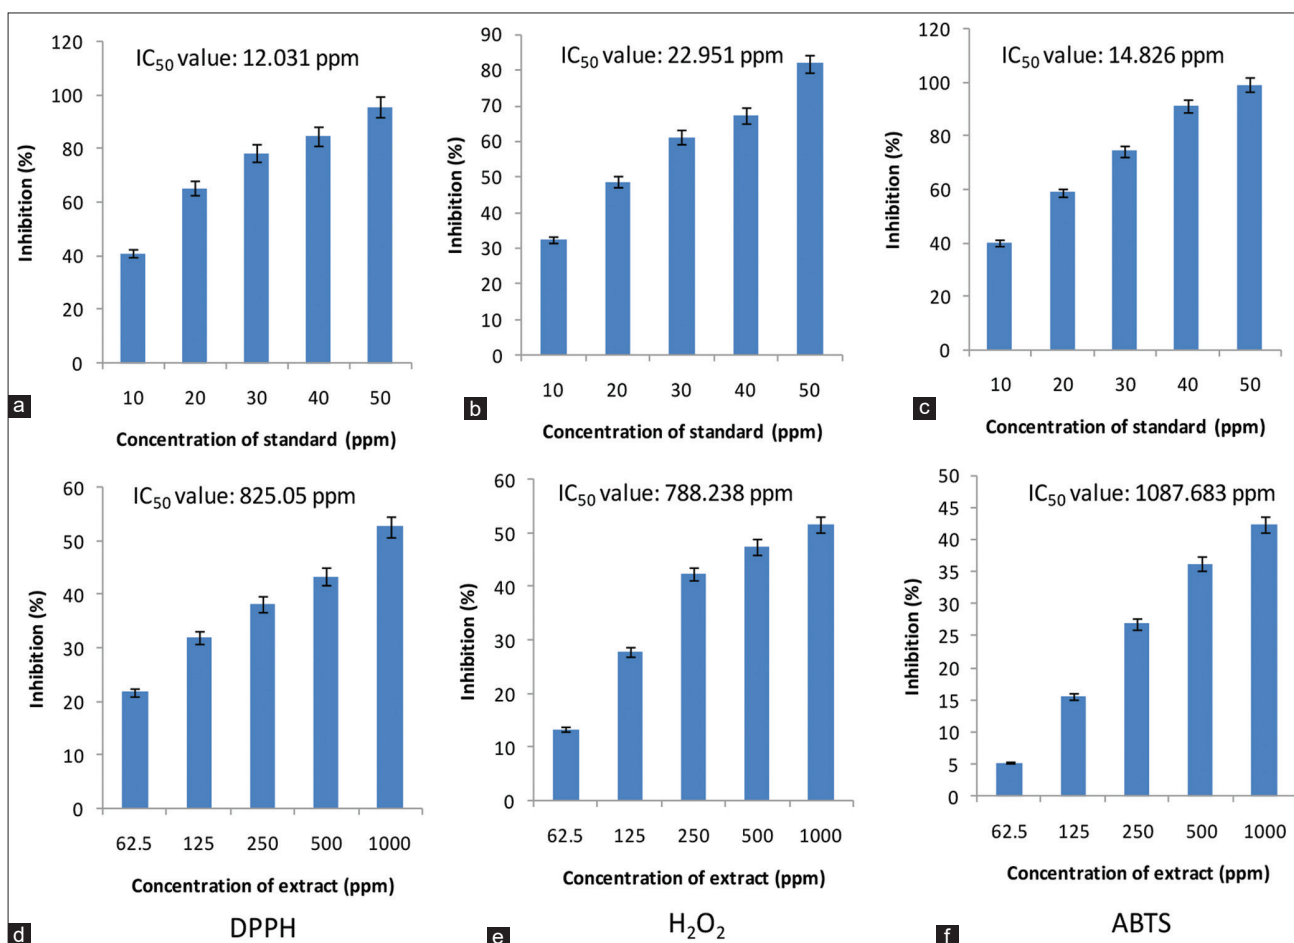 IC50 value: 12.031 ppm
120
100
80
60
40
20
0
Inhibition (%)
10 20 30 40 50
Concentration of standard (ppm)
a
IC50 value: 22.951 ppm
90
80
70
60
50
40
30
20
10
0
Inhibition (%)
10 20 30 40 50
Concentration of standard (ppm)
b
IC50 value: 14.826 ppm
120
100
80
60
40
20
0
Inhibition (%)
10 20 30 40 50
Concentration of standard (ppm)
c
IC50 value: 825.05 ppm
60
50
40
30
20
10
0
Inhibition (%)
62.5 125 250 500 1000
Concentration of extract (ppm)
d
DPPH
IC50 value: 788.238 ppm
60
50
40
30
20
10
0
Inhibition (%)
62.5 125 250 500 1000
Concentration of extract (ppm)
e
H2O2
IC50 value: 1087.683 ppm
50
45
40
35
30
25
20
15
10
5
0
Inhibition (%)
62.5 125 250 500 1000
Concentration of extract (ppm)
f
ABTS